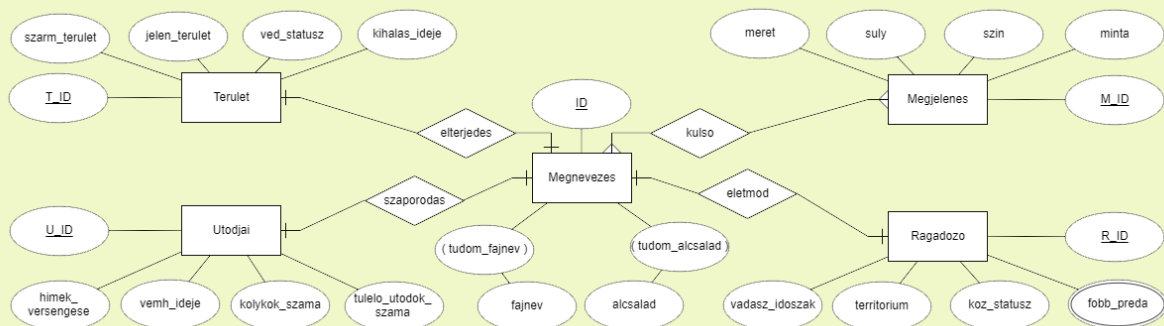 szarm_terulet
jelen_terulet
ved_statusz
kihalas_ideje
meret
suly
szin
minta
T_ID
Terulet
ID
Megjelenes
M_ID
elterjedes
kulso
Megnevezes
szaporodas
eletmod
U_ID
Utodjai
( tudom_fajnev )
( tudom_alcsalad )
Ragadozo
R_ID
himek_
versengese
vemh_ideje
kolykok_szama
tulelo_utodok_
szama
fajnev
alcsalad
vadasz_idoszak
territorium
koz_statusz
fobb_preda